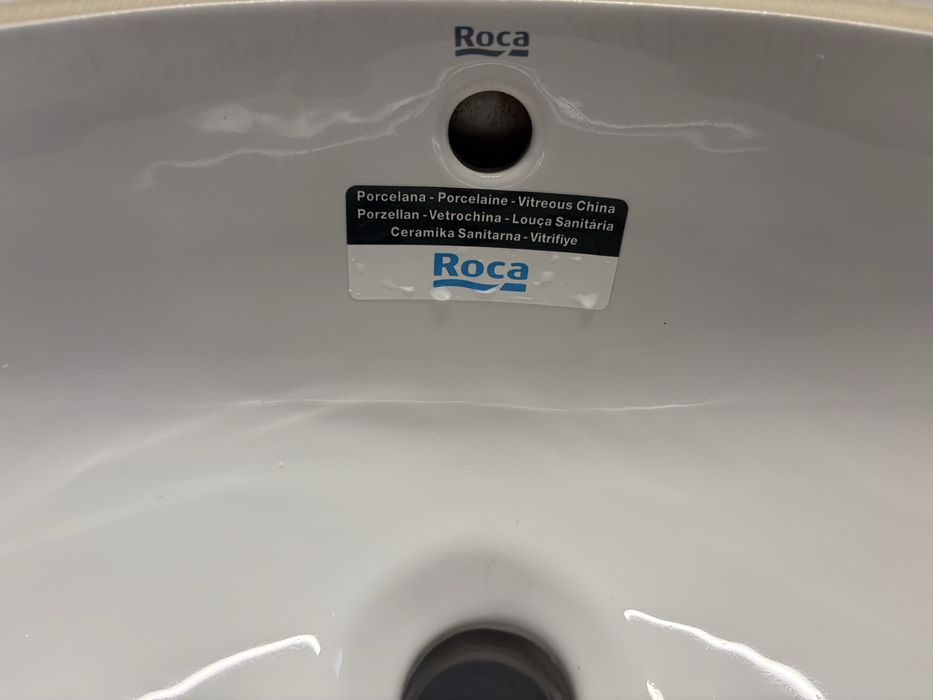 Roca
Porcelana - Porcelaine - Vitreous China
Porzellan - Vetrochina - Louça Sanitária
Ceramika Sanitarna - Vitrifiye
Roca